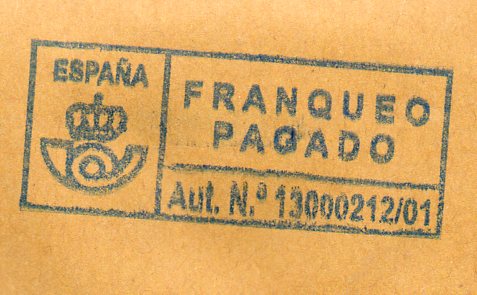 ESPAÑA
FRANQUEO
PAGADO
Aut. N.º 13000212/01